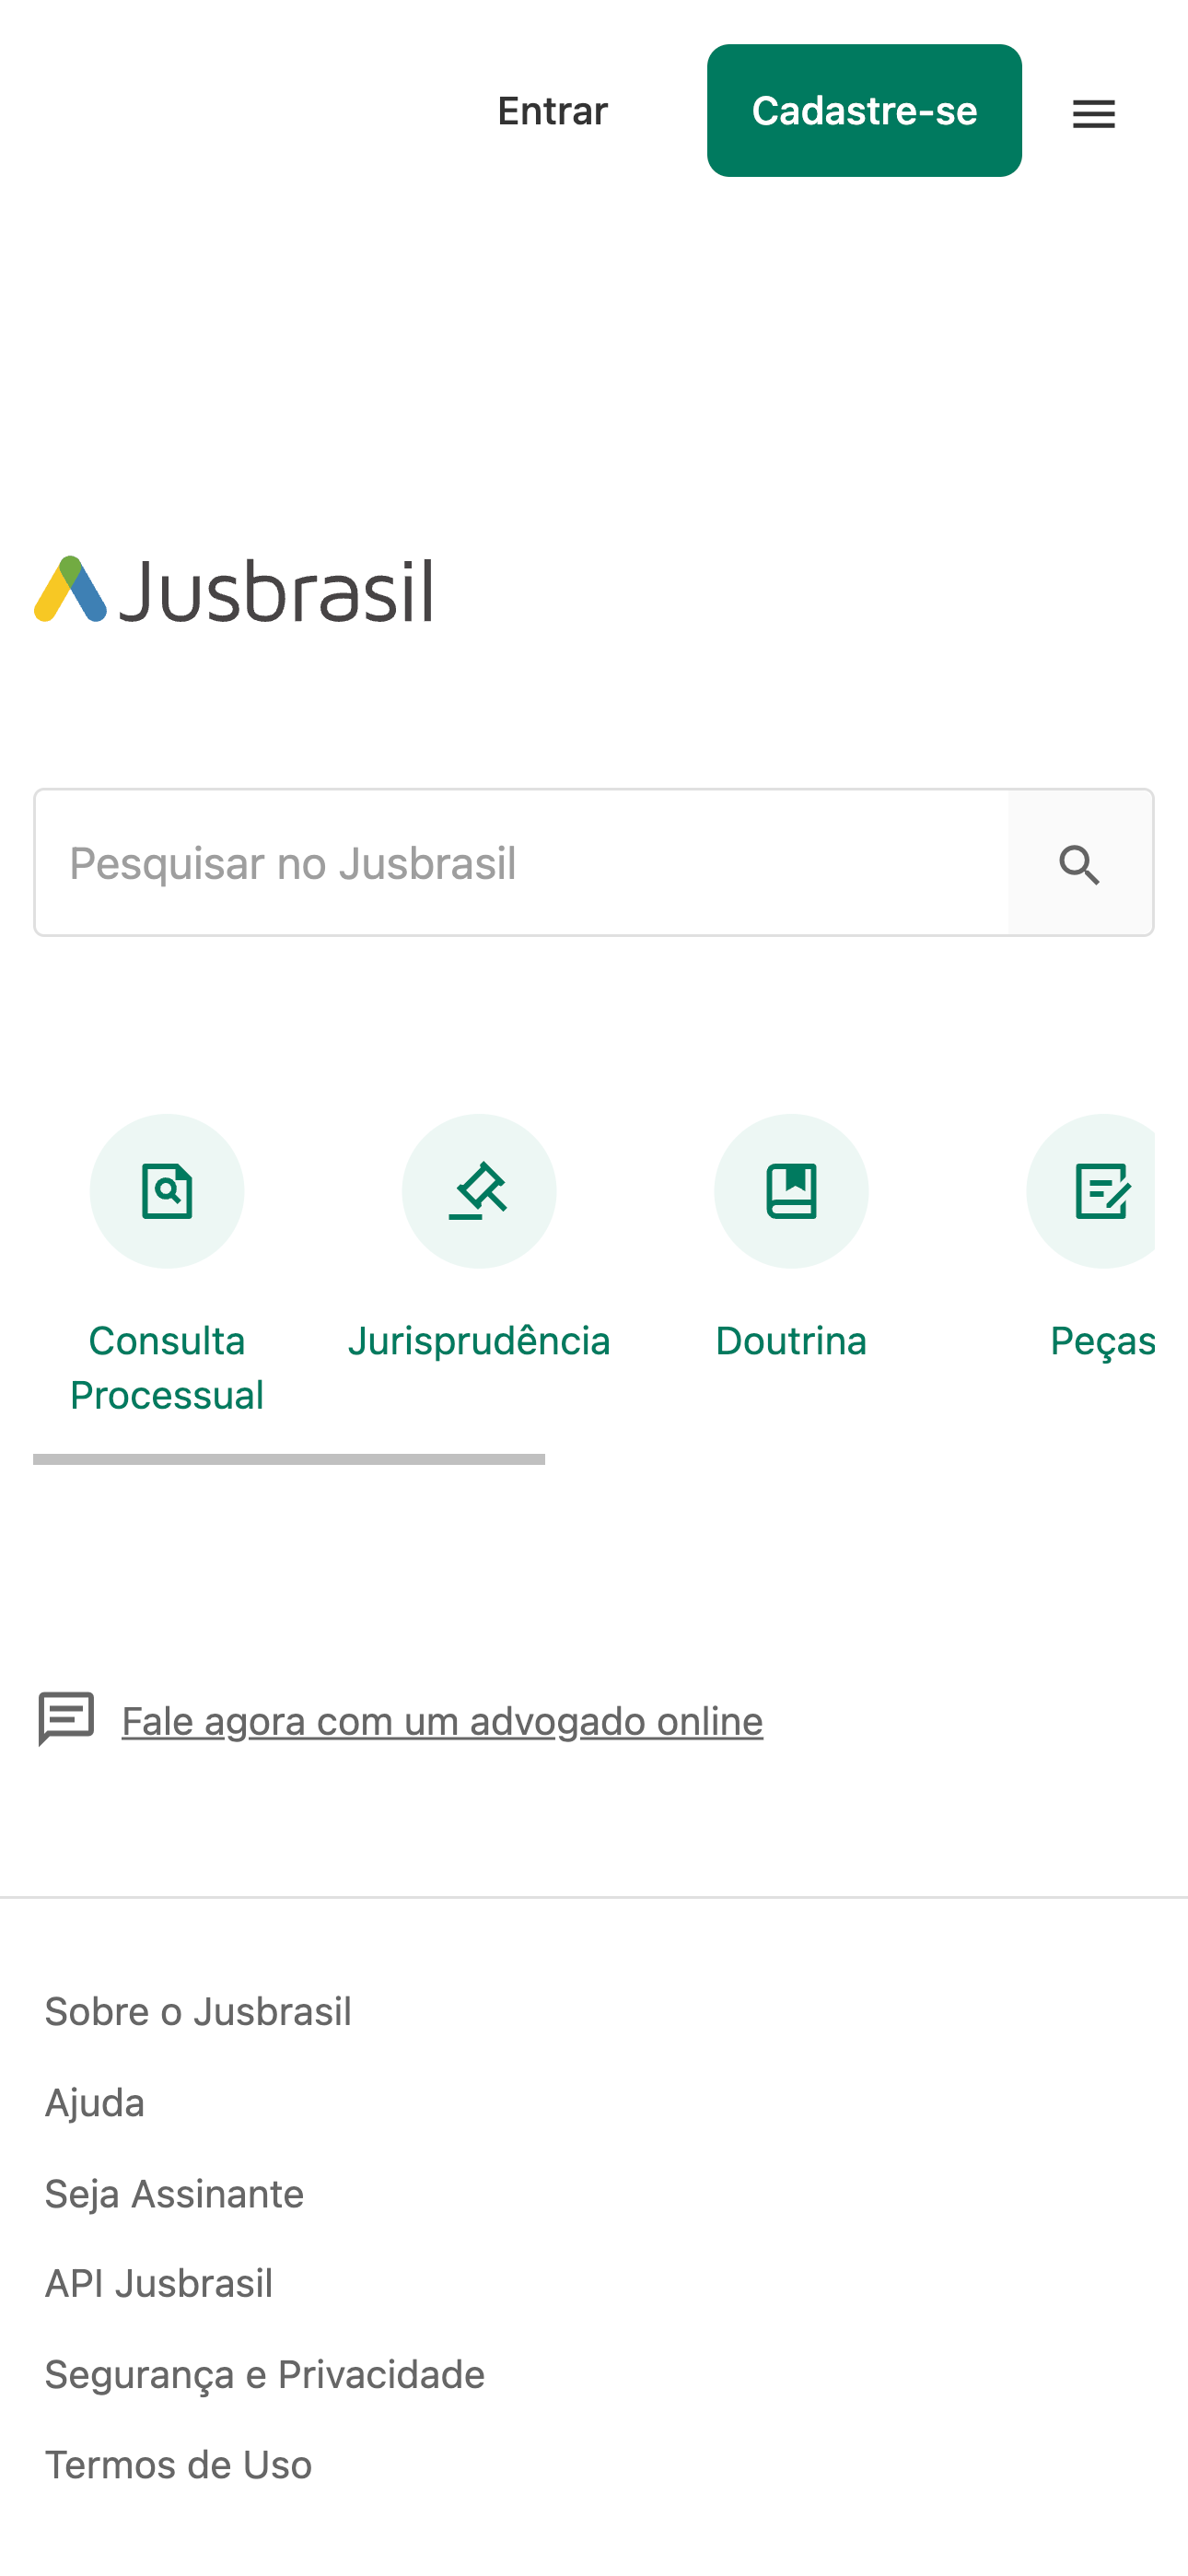 Entrar
Cadastre-se
Jusbrasil
Pesquisar no Jusbrasil
Consulta
Processual
Jurisprudência
Doutrina
Peças
Fale agora com um advogado online
Sobre o Jusbrasil
Ajuda
Seja Assinante
API Jusbrasil
Segurança e Privacidade
Termos de Uso